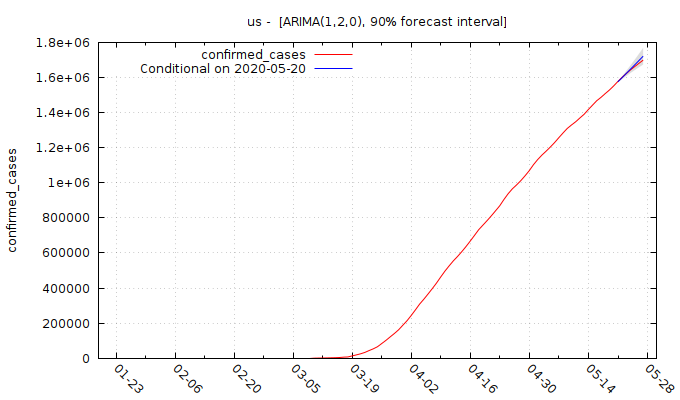 us -  [ARIMA(1,2,0), 90% forecast interval]
confirmed_cases
Conditional on 2020-05-20
1.8e+06
1.6e+06
1.4e+06
1.2e+06
1e+06
800000
600000
400000
200000
0
confirmed_cases
01-23
02-06
02-20
03-05
03-19
04-02
04-16
04-30
05-14
05-28